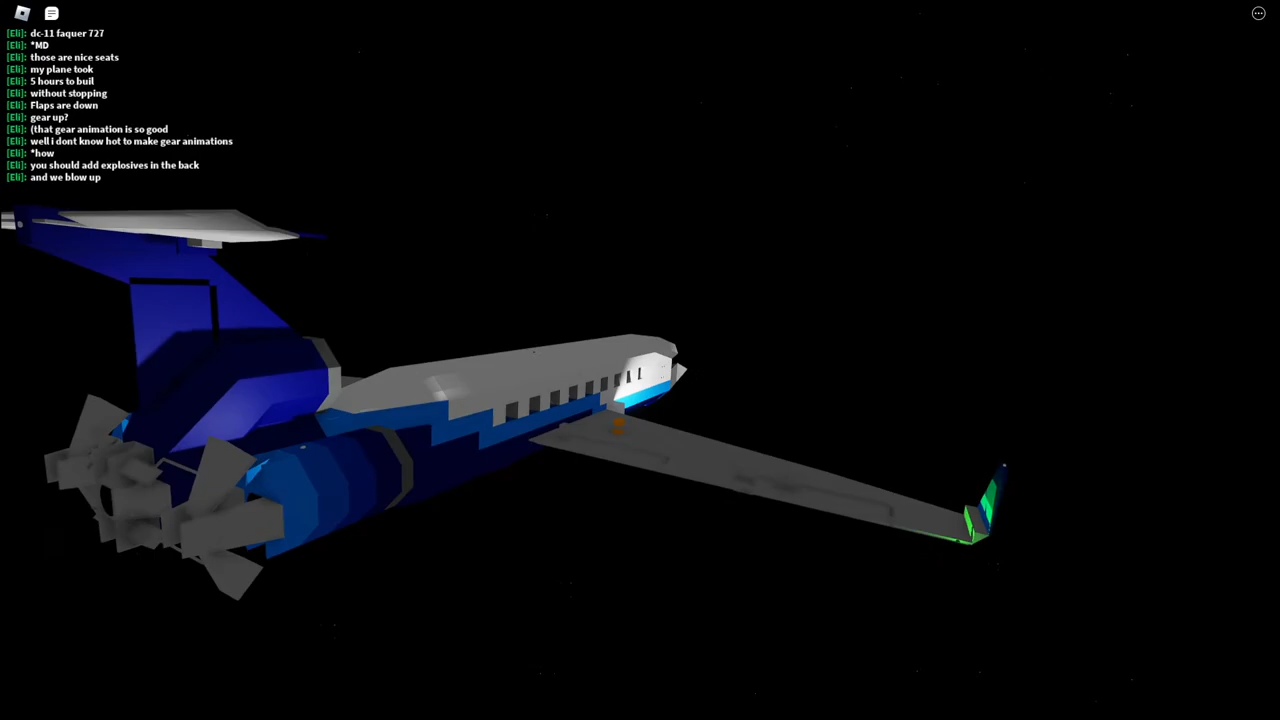 [Eli]: dc-11 faquer 727
[Eli]: *MD
[Eli]: those are nice seats
[Eli]: my plane took
[Eli]: 5 hours to buil
[Eli]: without stopping
[Eli]: Flaps are down
[Eli]: gear up?
[Eli]: (that gear animation is so good
[Eli]: well i dont know hot to make gear animations
[Eli]: *how
[Eli]: you should add explosives in the back
[Eli]: and we blow up